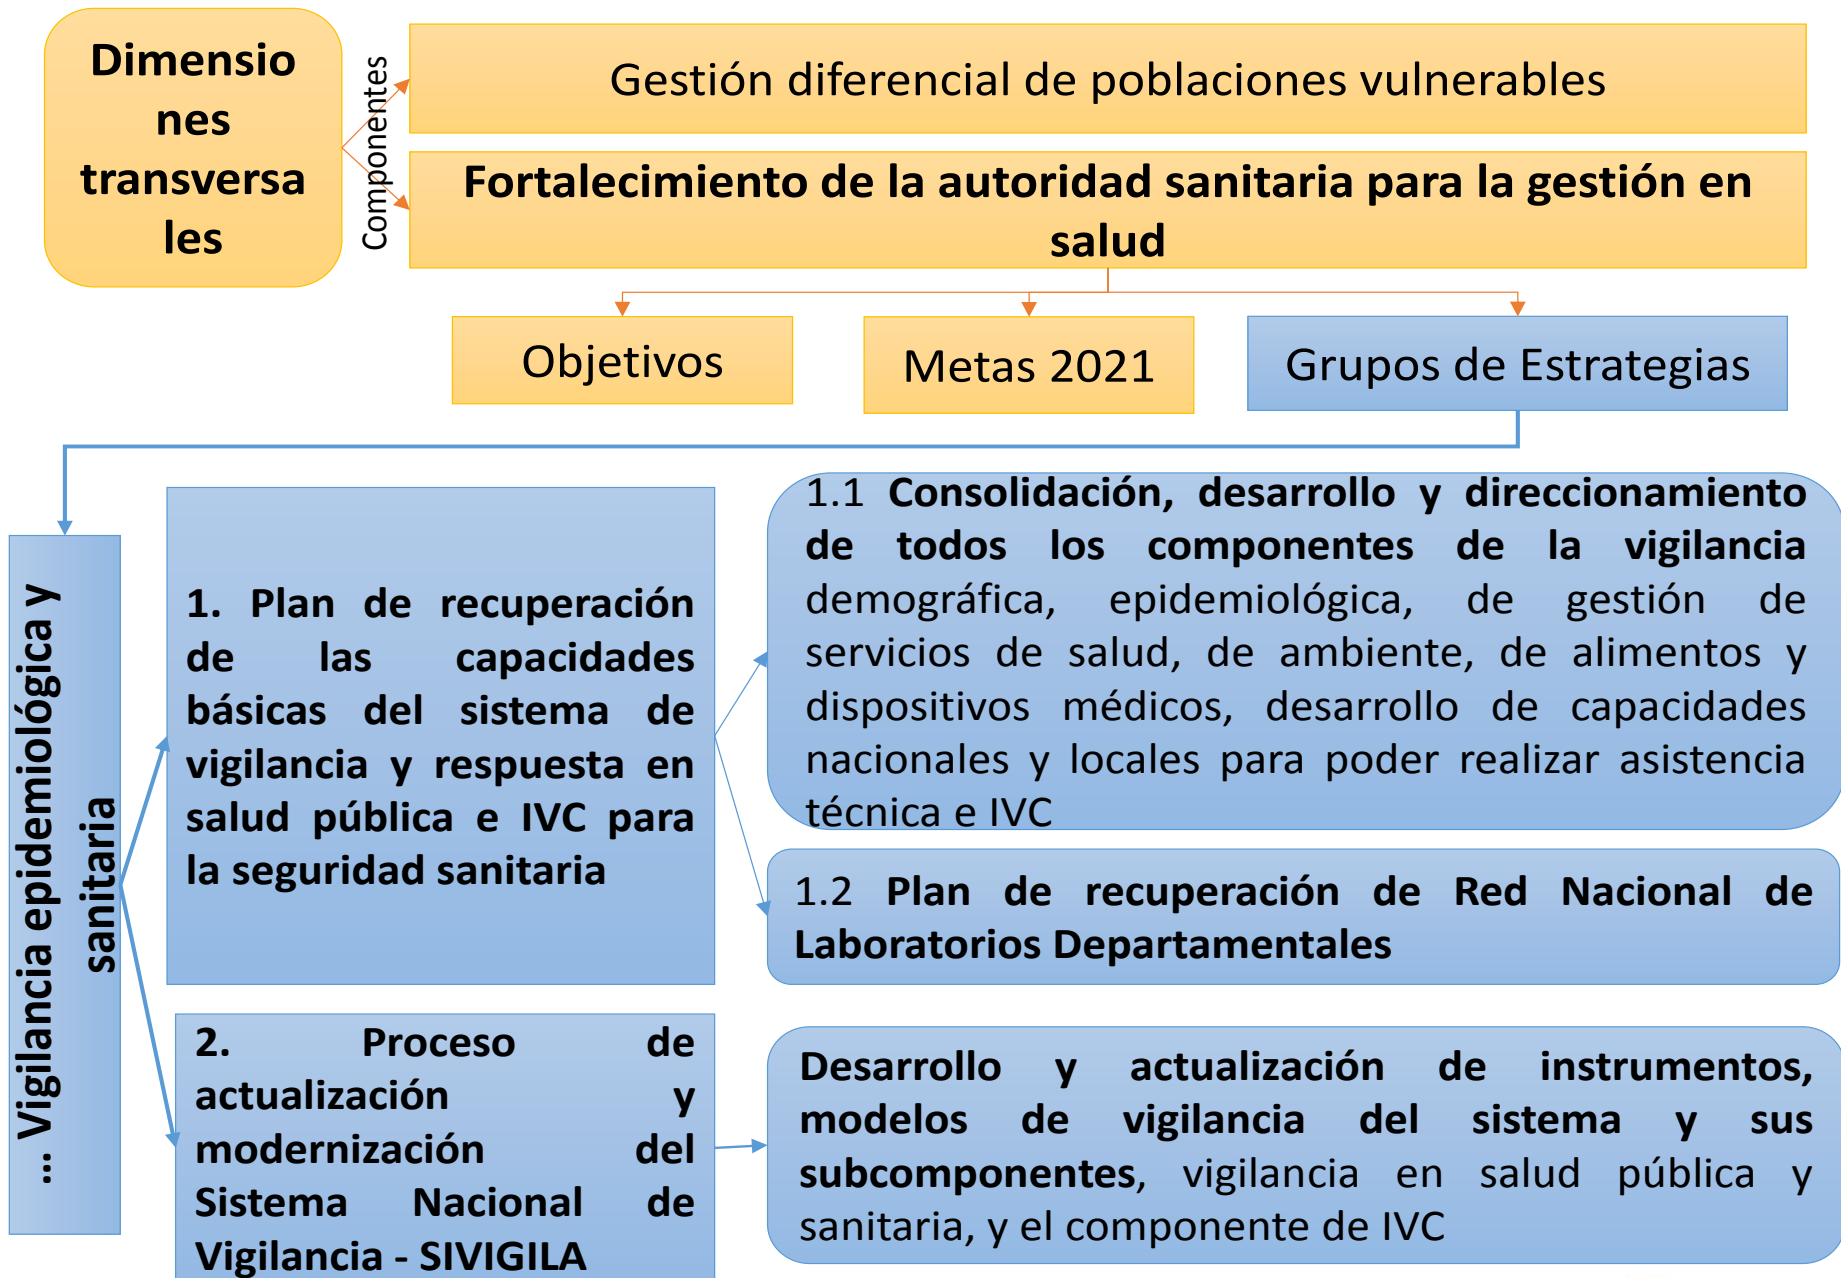 Dimensio
nes
transversa
les
Componentes
Gestión diferencial de poblaciones vulnerables
Fortalecimiento de la autoridad sanitaria para la gestión en
salud
Objetivos
Metas 2021
Grupos de Estrategias
... Vigilancia epidemiológica y
sanitaria
1. Plan de recuperación
de las capacidades
básicas del sistema de
vigilancia y respuesta en
salud pública e IVC para
la seguridad sanitaria
1.1 Consolidación, desarrollo y direccionamiento
de todos los componentes de la vigilancia
demográfica, epidemiológica, de gestión de
servicios de salud, de ambiente, de alimentos y
dispositivos médicos, desarrollo de capacidades
nacionales y locales para poder realizar asistencia
técnica e IVC
1.2 Plan de recuperación de Red Nacional de
Laboratorios Departamentales
2. Proceso de
actualización y
modernización del
Sistema Nacional de
Vigilancia - SIVIGILA
Desarrollo y actualización de instrumentos,
modelos de vigilancia del sistema y sus
subcomponentes, vigilancia en salud pública y
sanitaria, y el componente de IVC